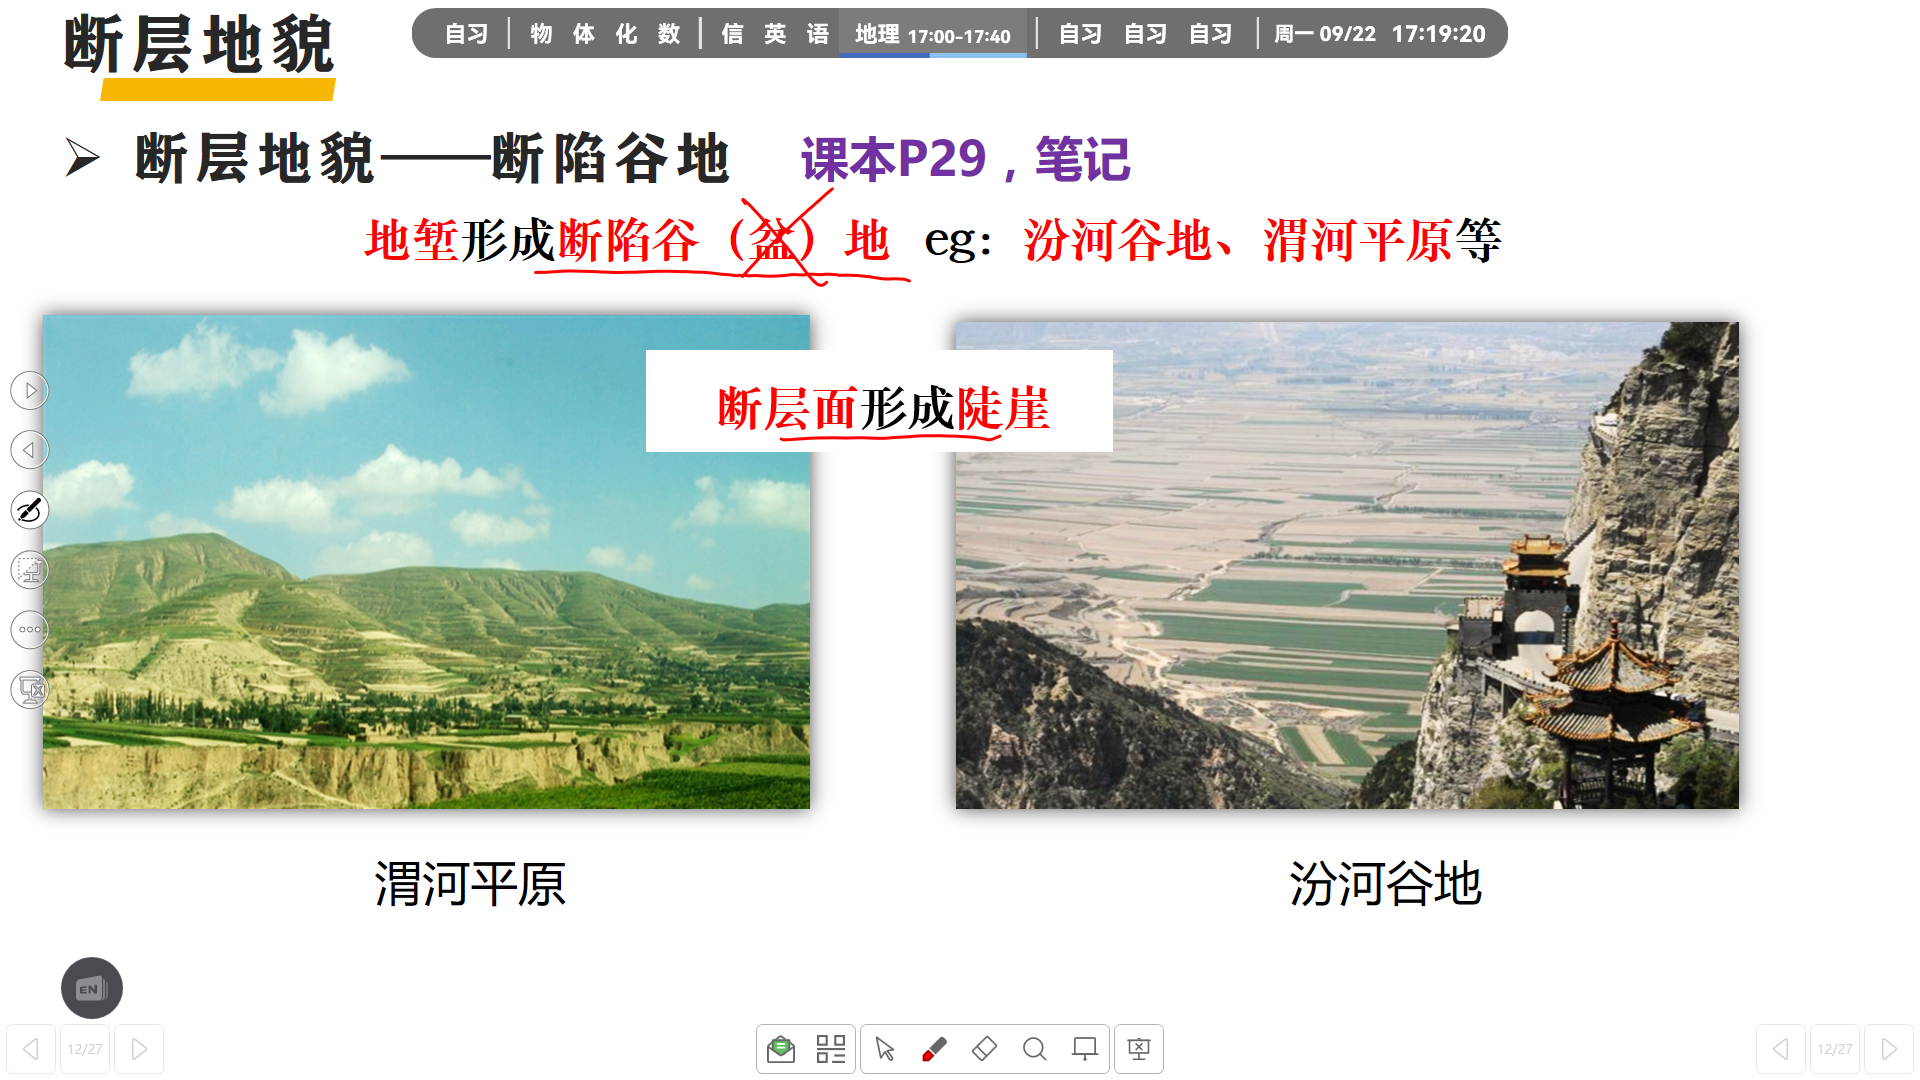 断层地貌
自习 | 物 体 化 数 | 信 英 语 地理 17:00-17:40 | 自习 自习 自习 | 周一 09/22 17:19:20
➢ 断层地貌——断陷谷地 课本P29，笔记
地堑形成断陷谷（盆）地 eg：汾河谷地、渭河平原等
断层面形成陡崖
渭河平原 汾河谷地
EN
12/27 12/27